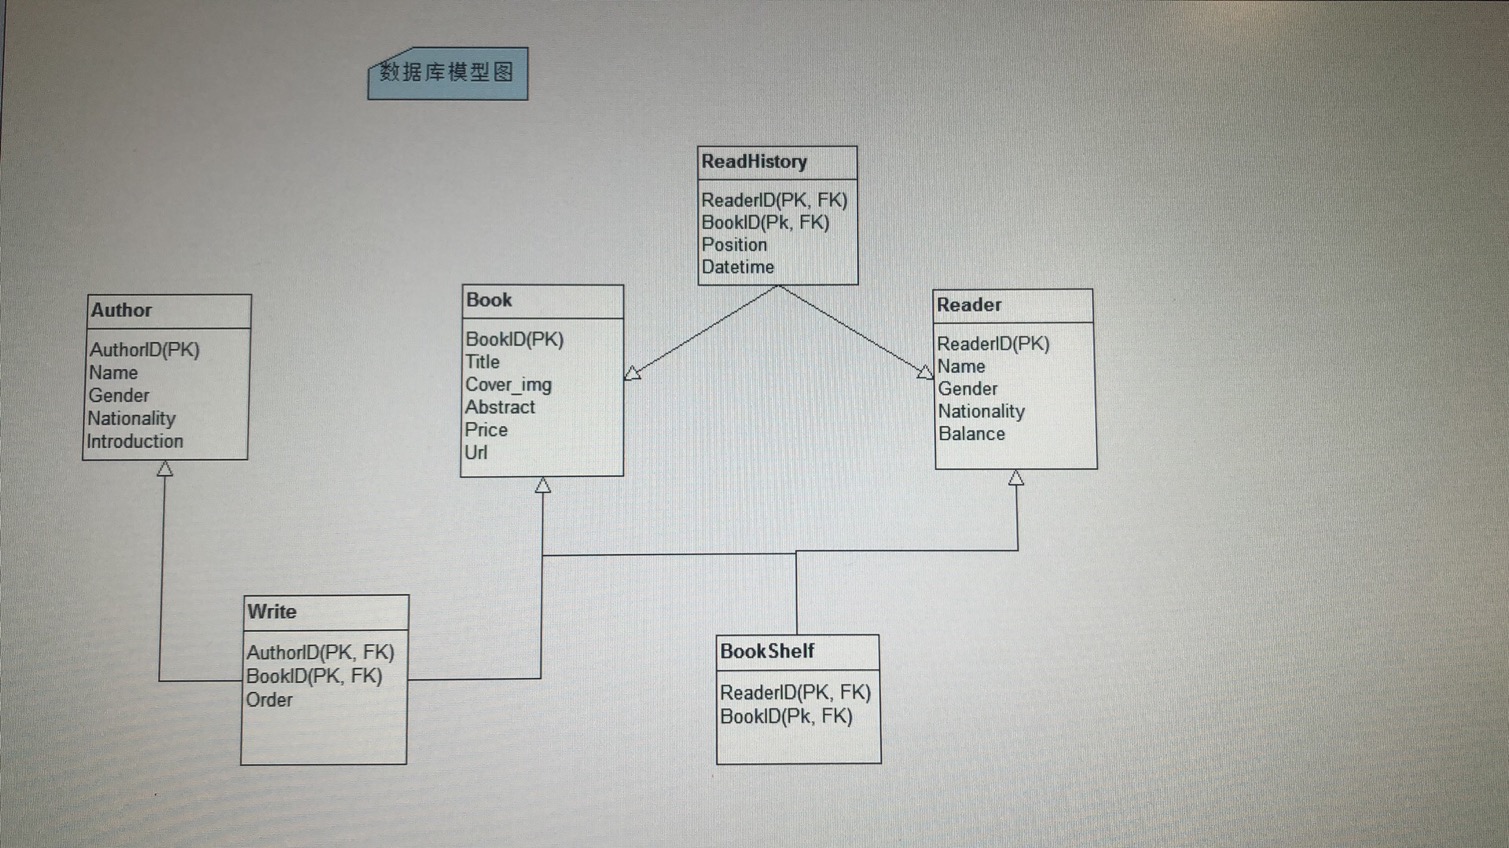 数据库模型图
ReadHistory
ReaderID(PK, FK)
BookID(Pk, FK)
Position
Datetime
Author
AuthorID(PK)
Name
Gender
Nationality
Introduction
Book
BookID(PK)
Title
Cover_img
Abstract
Price
Url
Reader
ReaderID(PK)
Name
Gender
Nationality
Balance
Write
AuthorID(PK, FK)
BookID(PK, FK)
Order
BookShelf
ReaderID(PK, FK)
BookID(Pk, FK)